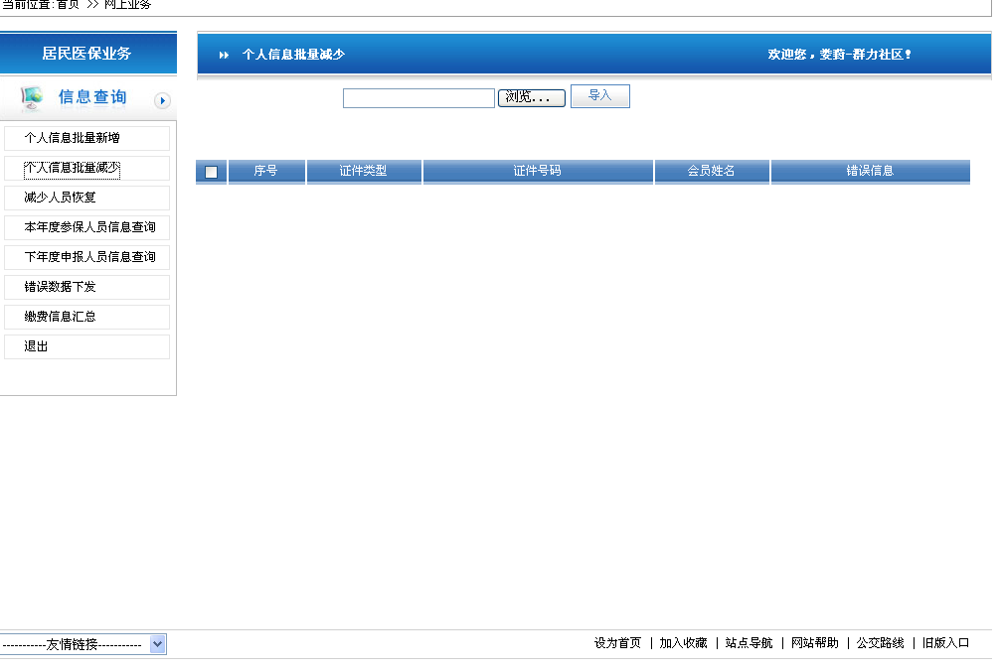 当前位置:首页 >> 网上业务
居民医保业务
个人信息批量减少
欢迎您，娄莉-群力社区！
信息查询
浏览...
导入
个人信息批量新增
个人信息批量减少
减少人员恢复
本年度参保人员信息查询
下年度申报人员信息查询
错误数据下发
缴费信息汇总
退出
序号 证件类型 证件号码 会员姓名 错误信息
-----------友情链接-----------
设为首页 | 加入收藏 | 站点导航 | 网站帮助 | 公交路线 | 旧版入口